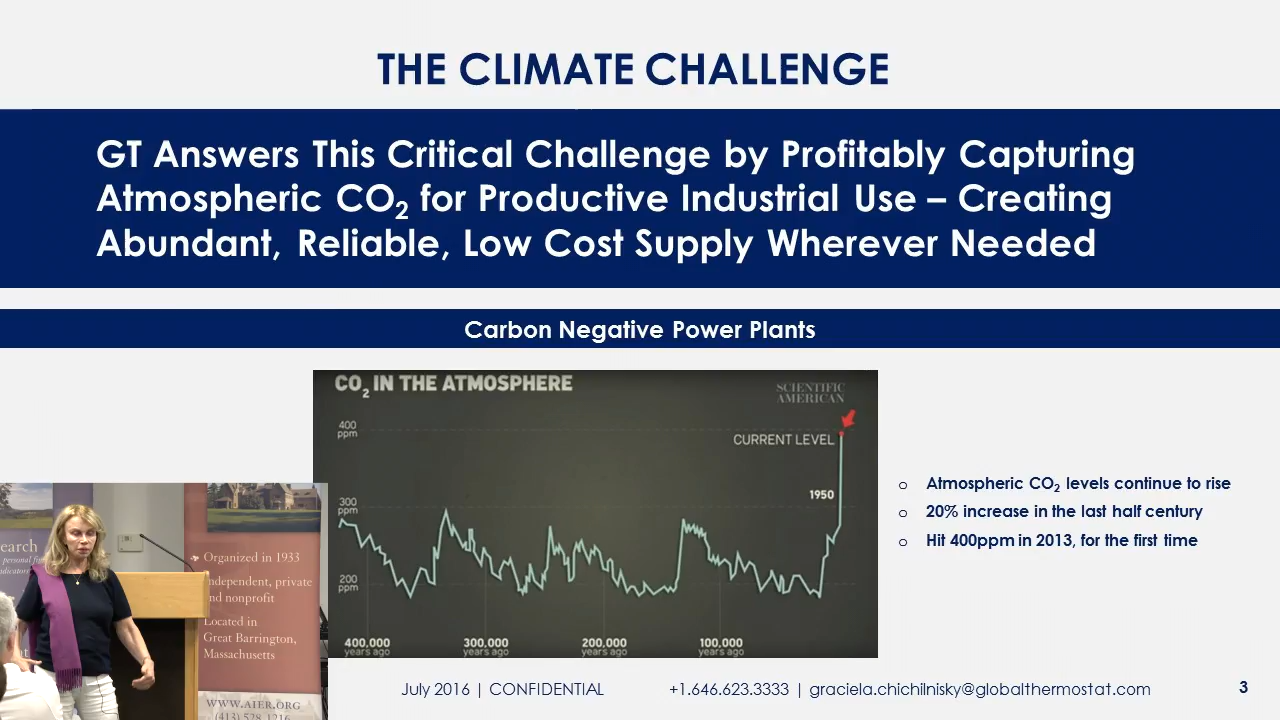 THE CLIMATE CHALLENGE
GT Answers This Critical Challenge by Profitably Capturing
Atmospheric CO₂ for Productive Industrial Use – Creating
Abundant, Reliable, Low Cost Supply Wherever Needed
Carbon Negative Power Plants
CO₂ IN THE ATMOSPHERE
SCIENTIFIC
AMERICAN
400
ppm
CURRENT LEVEL
1950
300
ppm
200
ppm
400,000
years ago
300,000
years ago
200,000
years ago
100,000
years ago
o Atmospheric CO₂ levels continue to rise
o 20% increase in the last half century
o Hit 400ppm in 2013, for the first time
earch
personal
Organized in 1933
ndependent, private
nd nonprofit
Located in
Great Barrington,
Massachusetts
WWW.AIER.ORG
(413) 528-1216
July 2016 | CONFIDENTIAL
+1.646.623.3333 | graciela.chichilnisky@globalthermostat.com
3